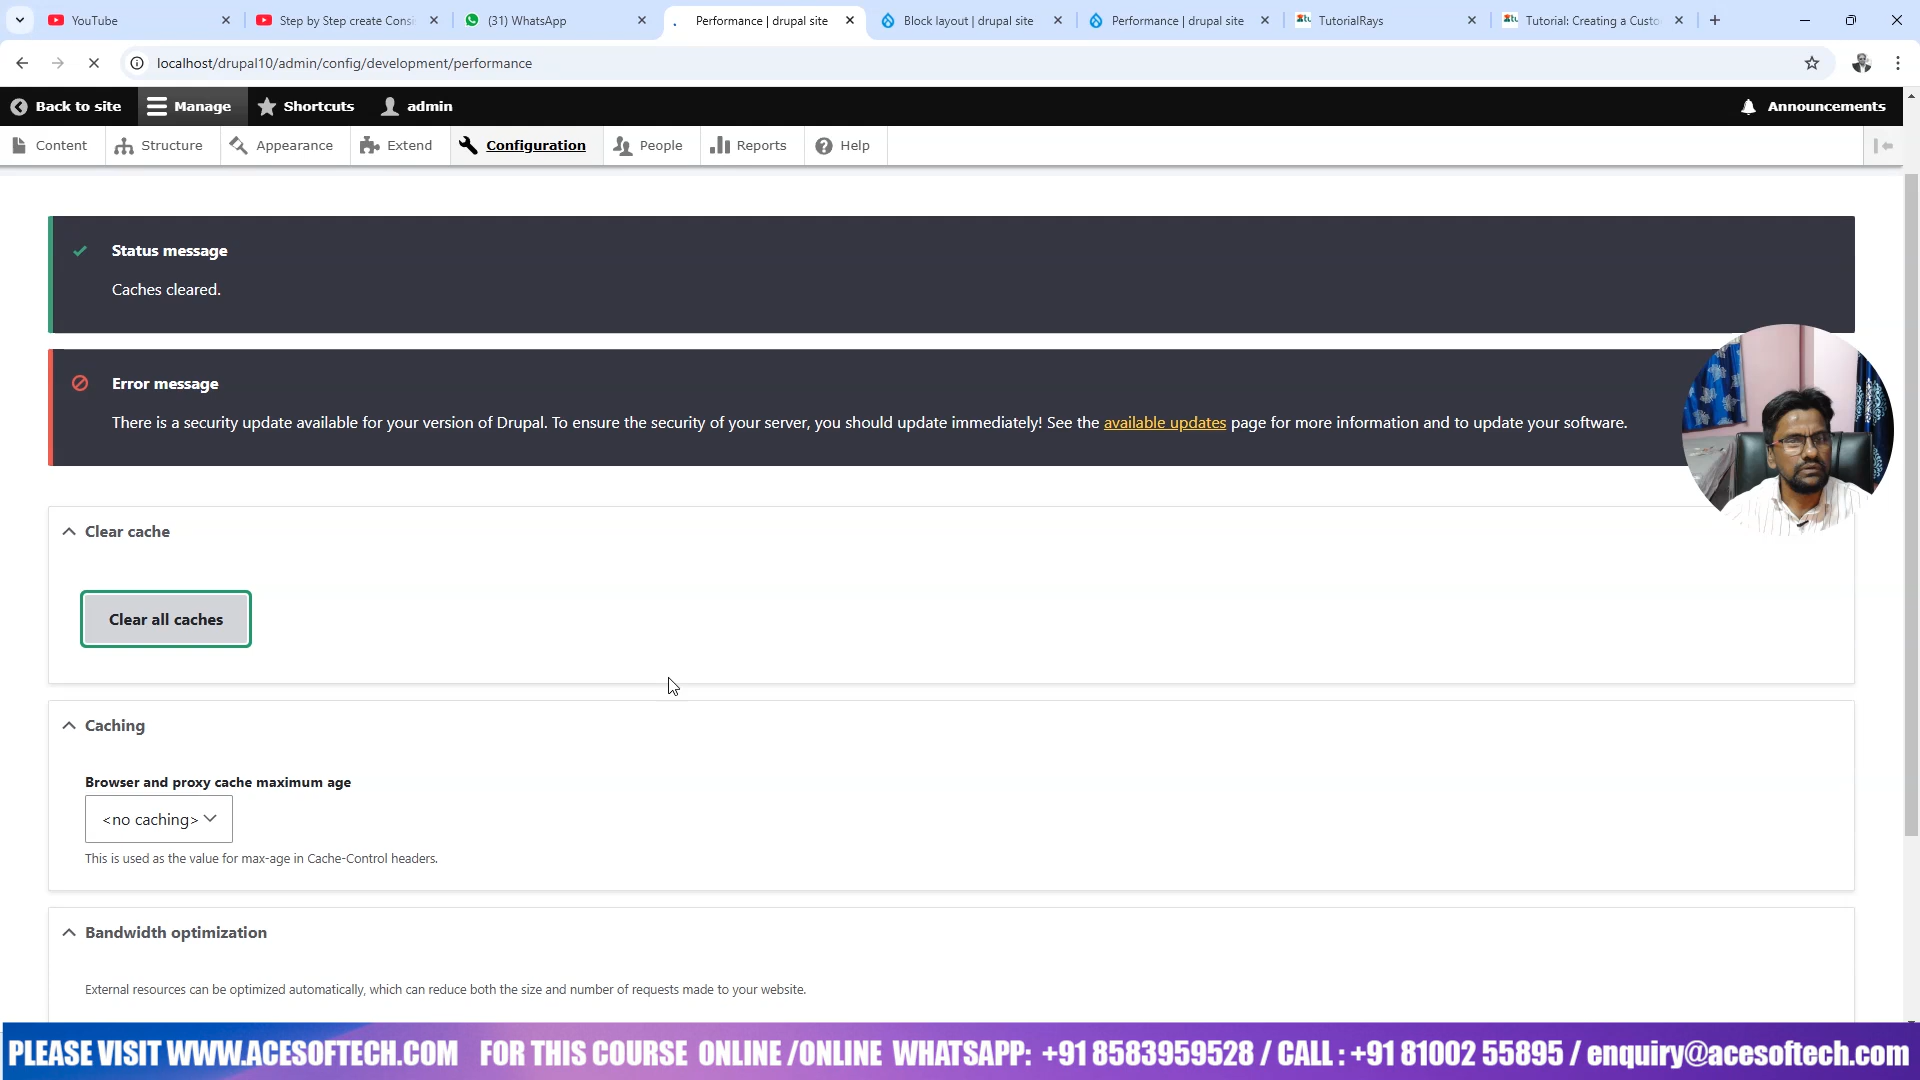 YouTube
Step by Step create Consi
(31) WhatsApp
Performance | drupal site
Block layout | drupal site
Performance | drupal site
TutorialRays
Tutorial: Creating a Custo
localhost/drupal10/admin/config/development/performance
Back to site
Manage
Shortcuts
admin
Announcements
Content
Structure
Appearance
Extend
Configuration
People
Reports
Help
Status message
Caches cleared.
Error message
There is a security update available for your version of Drupal. To ensure the security of your server, you should update immediately! See the available updates page for more information and to update your software.
Clear cache
Clear all caches
Caching
Browser and proxy cache maximum age
<no caching>
This is used as the value for max-age in Cache-Control headers.
Bandwidth optimization
External resources can be optimized automatically, which can reduce both the size and number of requests made to your website.
PLEASE VISIT WWW.ACESOFTECH.COM FOR THIS COURSE ONLINE /ONLINE WHATSAPP: +91 8583959528 / CALL : +91 81002 55895 / enquiry@acesoftech.com